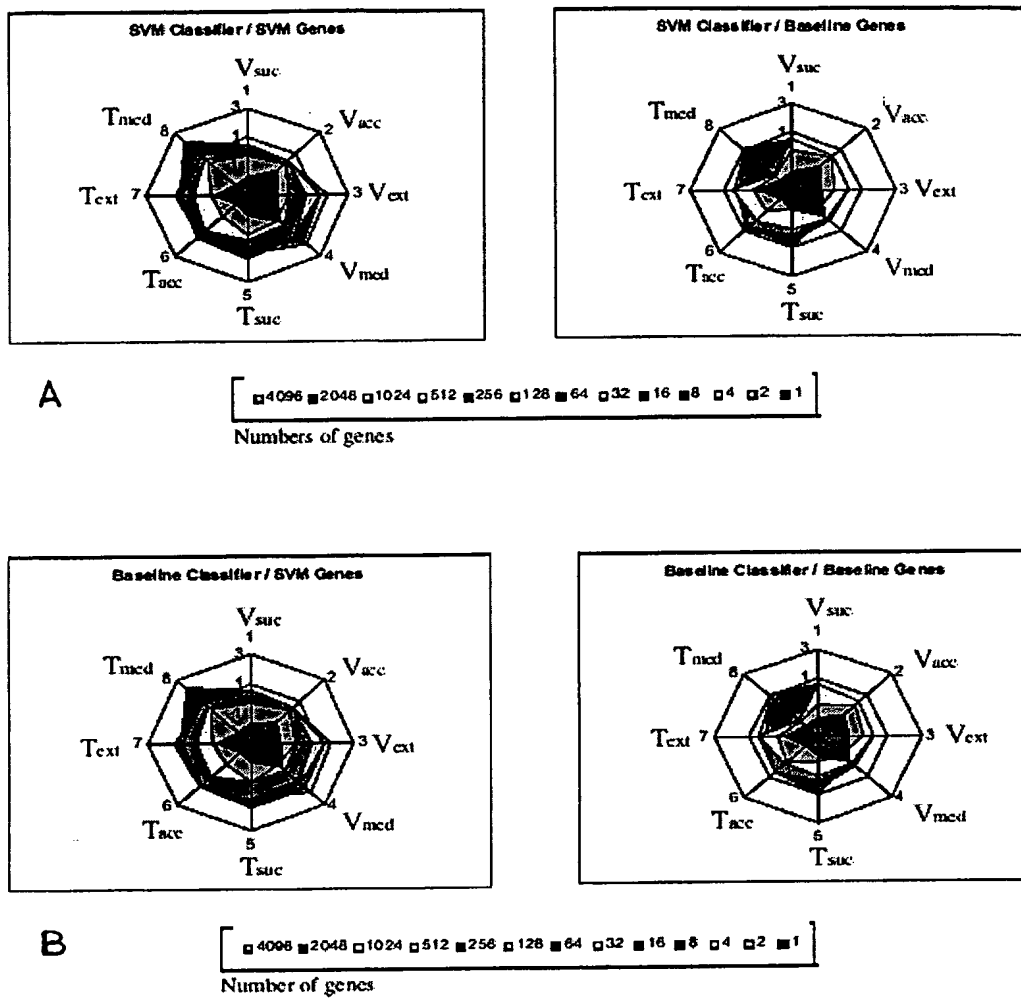 SVM Classifier / SVM Genes
Vsuc
1
3
1
Tmed
8
2
Vacc
Text
7
3
Vext
6
Tacc
4
Vmed
5
Tsuc
SVM Classifier / Baseline Genes
Vsuc
1
3
1
Tmed
8
2
Vacc
Text
7
3
Vext
6
Tacc
4
Vmed
5
Tsuc
A
4096 2048 1024 512 256 128 64 32 16 8 4 2 1
Numbers of genes
Baseline Classifier / SVM Genes
Vsuc
1
3
1
Tmed
8
2
Vacc
Text
7
3
Vext
6
Tacc
4
Vmed
5
Tsuc
Baseline Classifier / Baseline Genes
Vsuc
1
3
1
Tmed
8
2
Vacc
Text
7
3
Vext
6
Tacc
4
Vmed
5
Tsuc
B
4096 2048 1024 512 256 128 64 32 16 8 4 2 1
Number of genes